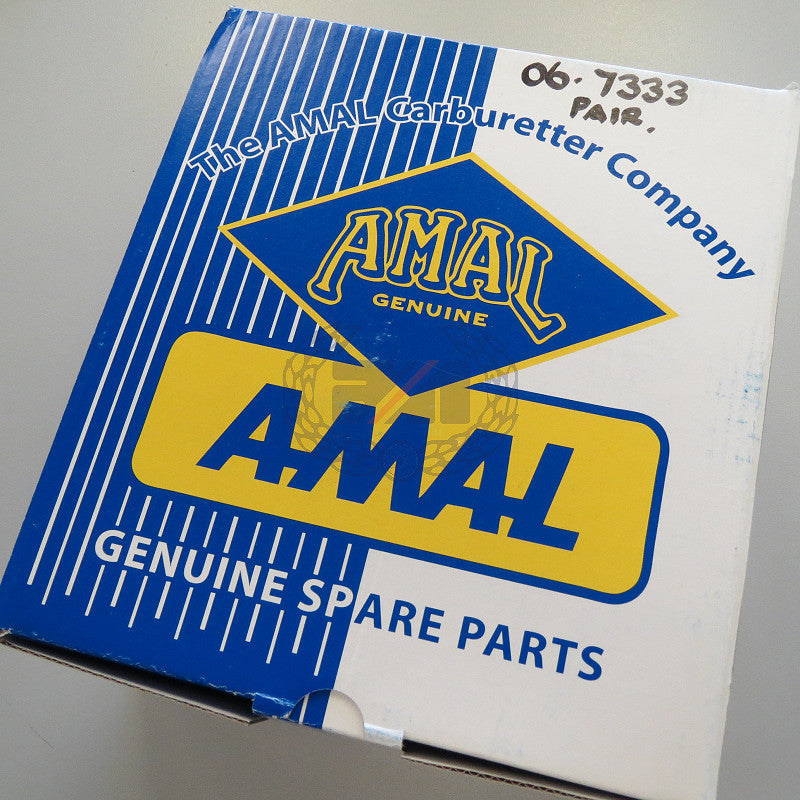 06.7333
PAIR.
The AMAL Carburetter Company
AMAL
GENUINE
AMAL
GENUINE SPARE PARTS